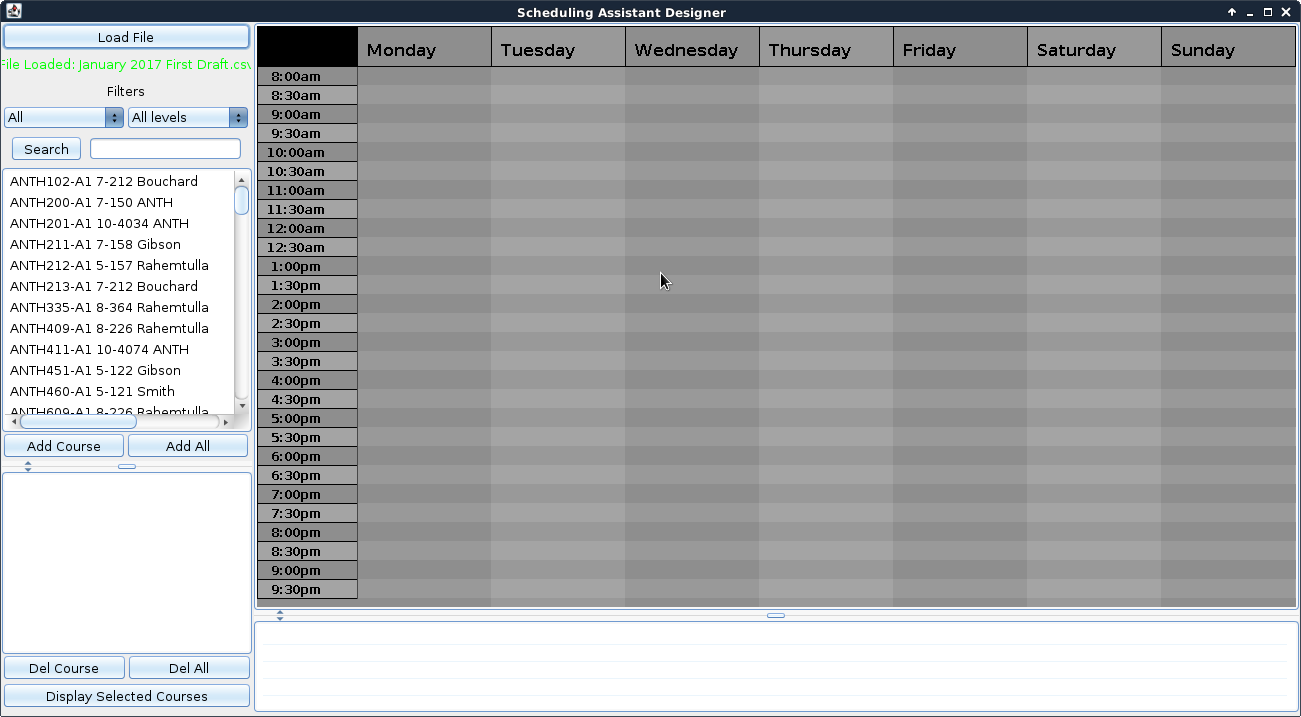 Scheduling Assistant Designer
Load File
File Loaded: January 2017 First Draft.csv
Filters
All All levels
Search
ANTH102-A1 7-212 Bouchard
ANTH200-A1 7-150 ANTH
ANTH201-A1 10-4034 ANTH
ANTH211-A1 7-158 Gibson
ANTH212-A1 5-157 Rahemtulla
ANTH213-A1 7-212 Bouchard
ANTH335-A1 8-364 Rahemtulla
ANTH409-A1 8-226 Rahemtulla
ANTH411-A1 10-4074 ANTH
ANTH451-A1 5-122 Gibson
ANTH460-A1 5-121 Smith
ANTH609-A1 8-226 Rahemtulla
Add Course Add All
Del Course Del All
Display Selected Courses
Monday Tuesday Wednesday Thursday Friday Saturday Sunday
8:00am
8:30am
9:00am
9:30am
10:00am
10:30am
11:00am
11:30am
12:00am
12:30am
1:00pm
1:30pm
2:00pm
2:30pm
3:00pm
3:30pm
4:00pm
4:30pm
5:00pm
5:30pm
6:00pm
6:30pm
7:00pm
7:30pm
8:00pm
8:30pm
9:00pm
9:30pm